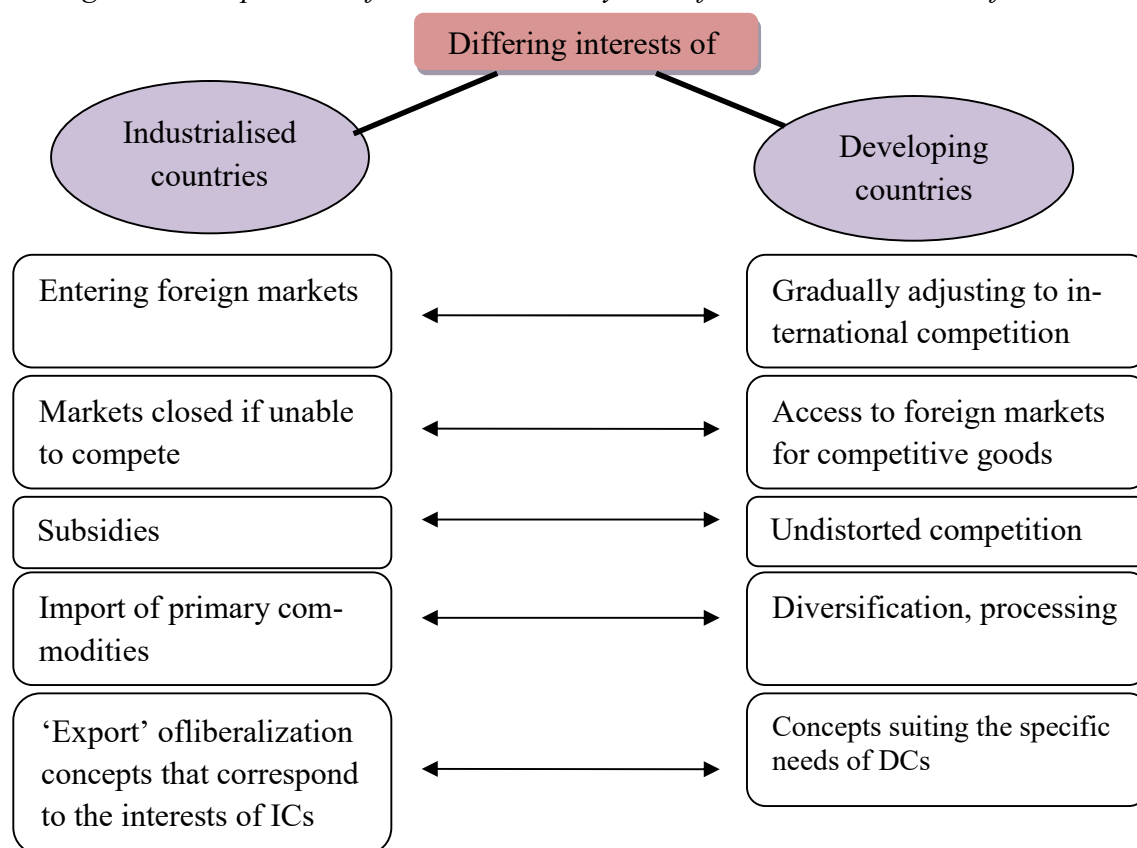 Differing interests of
Industrialised
countries
Developing
countries
Entering foreign markets
Gradually adjusting to in-
ternational competition
Markets closed if unable
to compete
Access to foreign markets
for competitive goods
Subsidies
Undistorted competition
Import of primary com-
modities
Diversification, processing
‘Export’ ofliberalization
concepts that correspond
to the interests of ICs
Concepts suiting the specific
needs of DCs